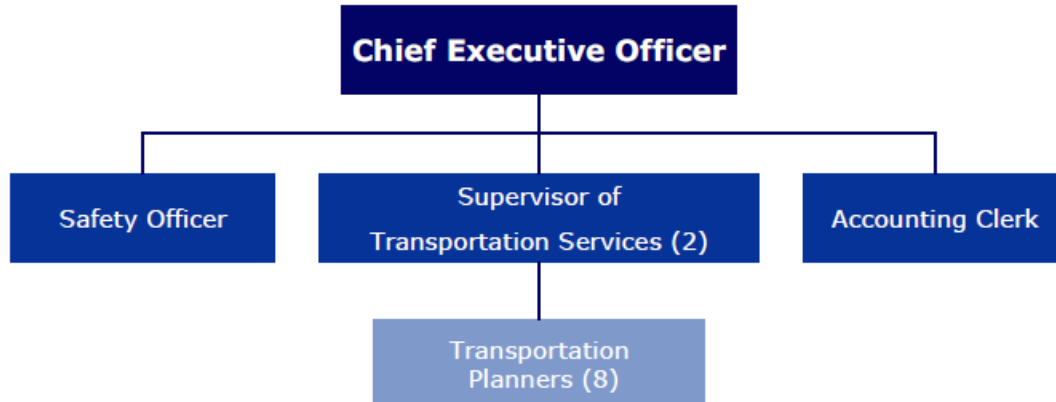 Chief Executive Officer
Safety Officer
Supervisor of
Transportation Services (2)
Accounting Clerk
Transportation
Planners (8)